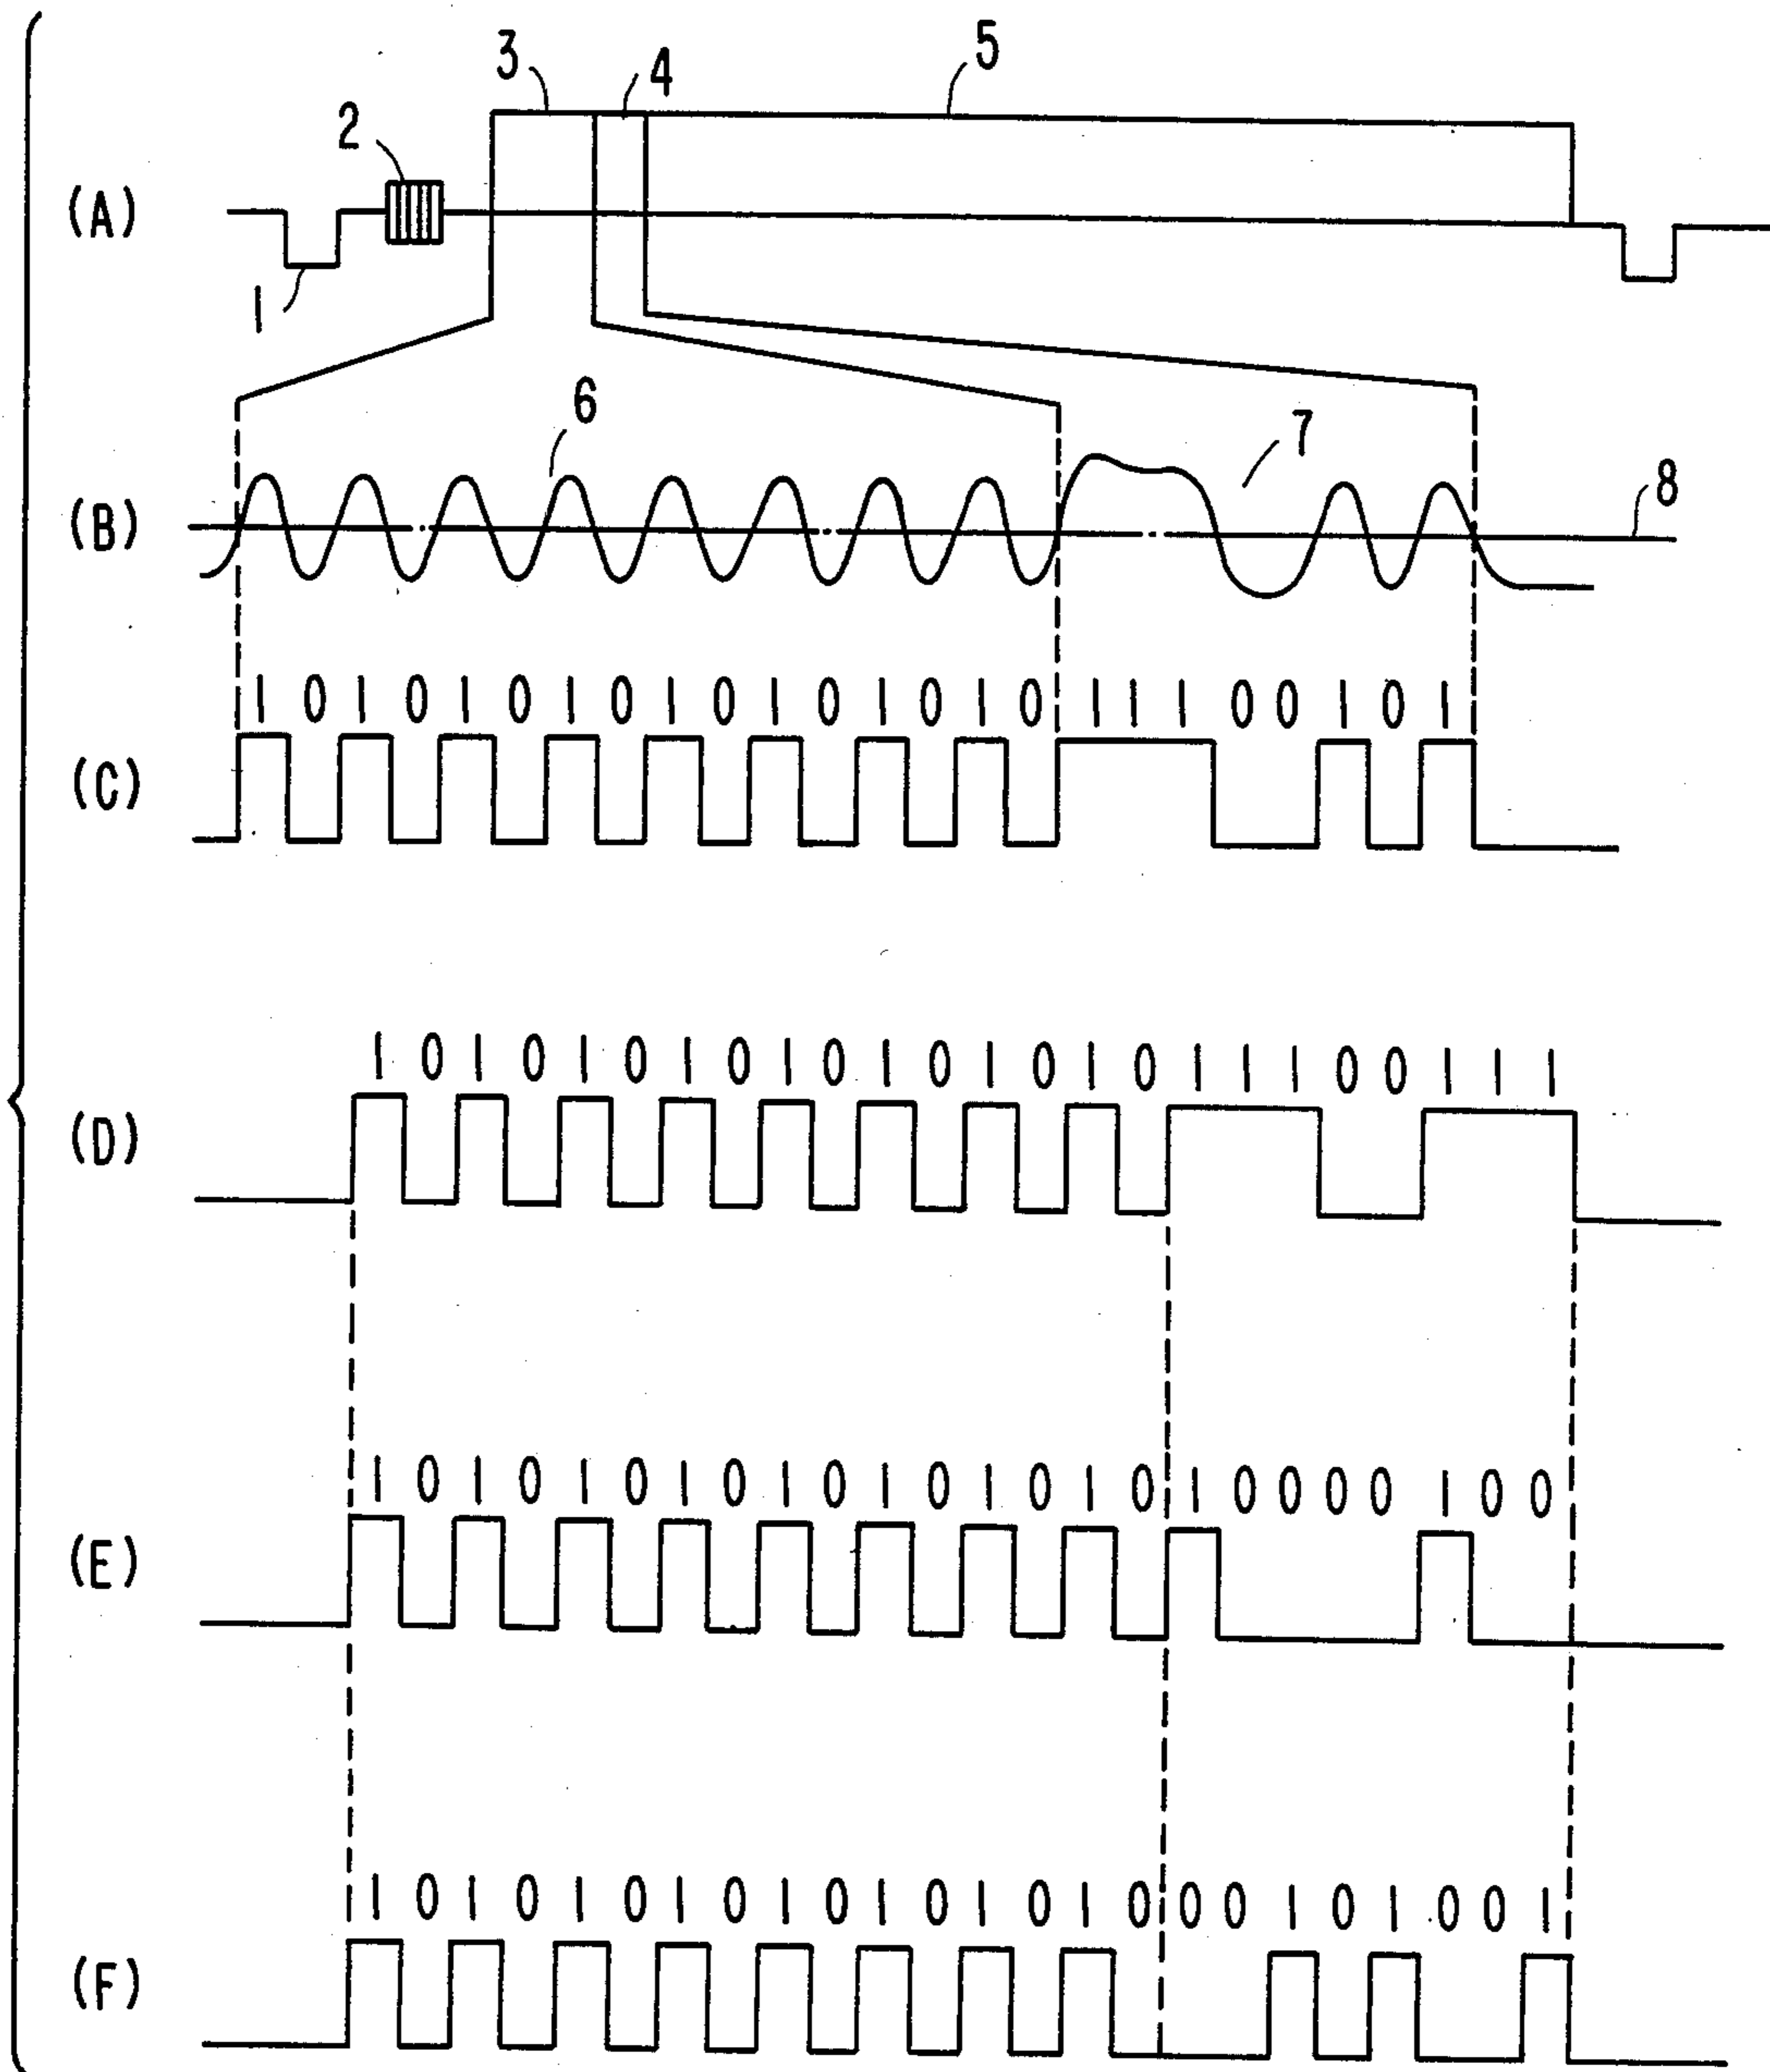 3
4
5
2
(A)
1
6
7
8
(B)
1 0 1 0 1 0 1 0 1 0 1 0 1 0 1 0 1 1 1 0 0 1 0 1
(C)
1 0 1 0 1 0 1 0 1 0 1 0 1 0 1 0 1 1 1 0 0 1 1 1
(D)
1 0 1 0 1 0 1 0 1 0 1 0 1 0 1 0 1 0 0 0 0 1 0 0
(E)
1 0 1 0 1 0 1 0 1 0 1 0 1 0 1 0 0 0 1 0 1 0 0 1
(F)